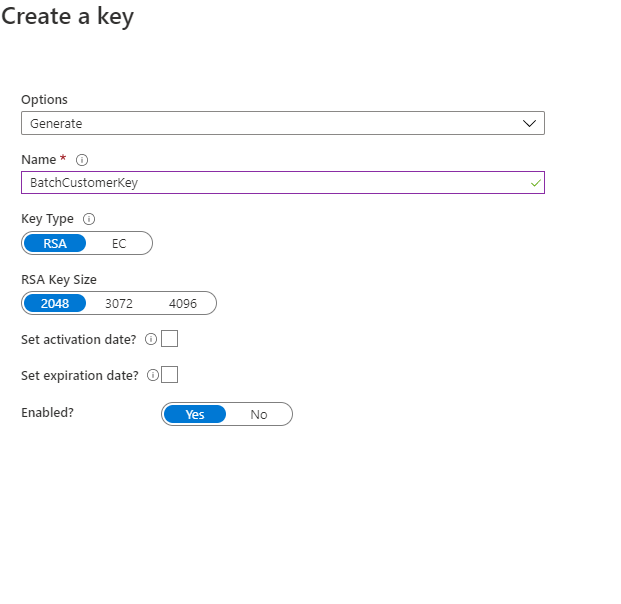 Create a key
Options
Generate
Name *
BatchCustomerKey
Key Type
RSA EC
RSA Key Size
2048 3072 4096
Set activation date?
Set expiration date?
Enabled? Yes No